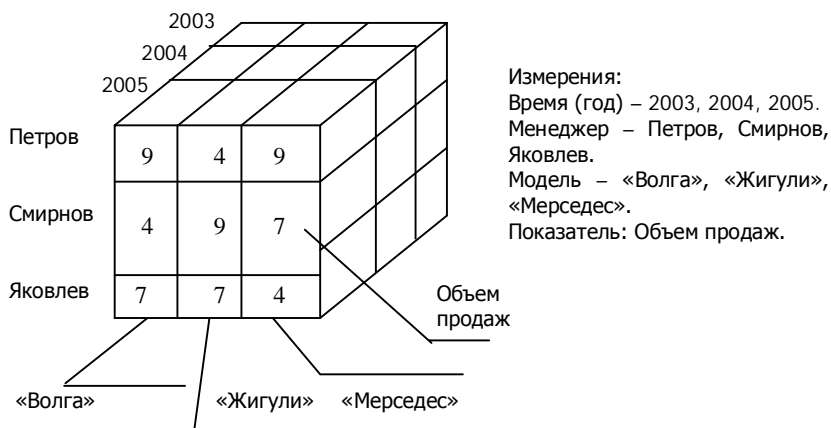 2003
2004
2005
Петров
9 4 9
Смирнов
4 9 7
Яковлев
7 7 4
Объем
продаж
«Волга» «Жигули» «Мерседес»
Измерения:
Время (год) – 2003, 2004, 2005.
Менеджер – Петров, Смирнов,
Яковлев.
Модель – «Волга», «Жигули»,
«Мерседес».
Показатель: Объем продаж.